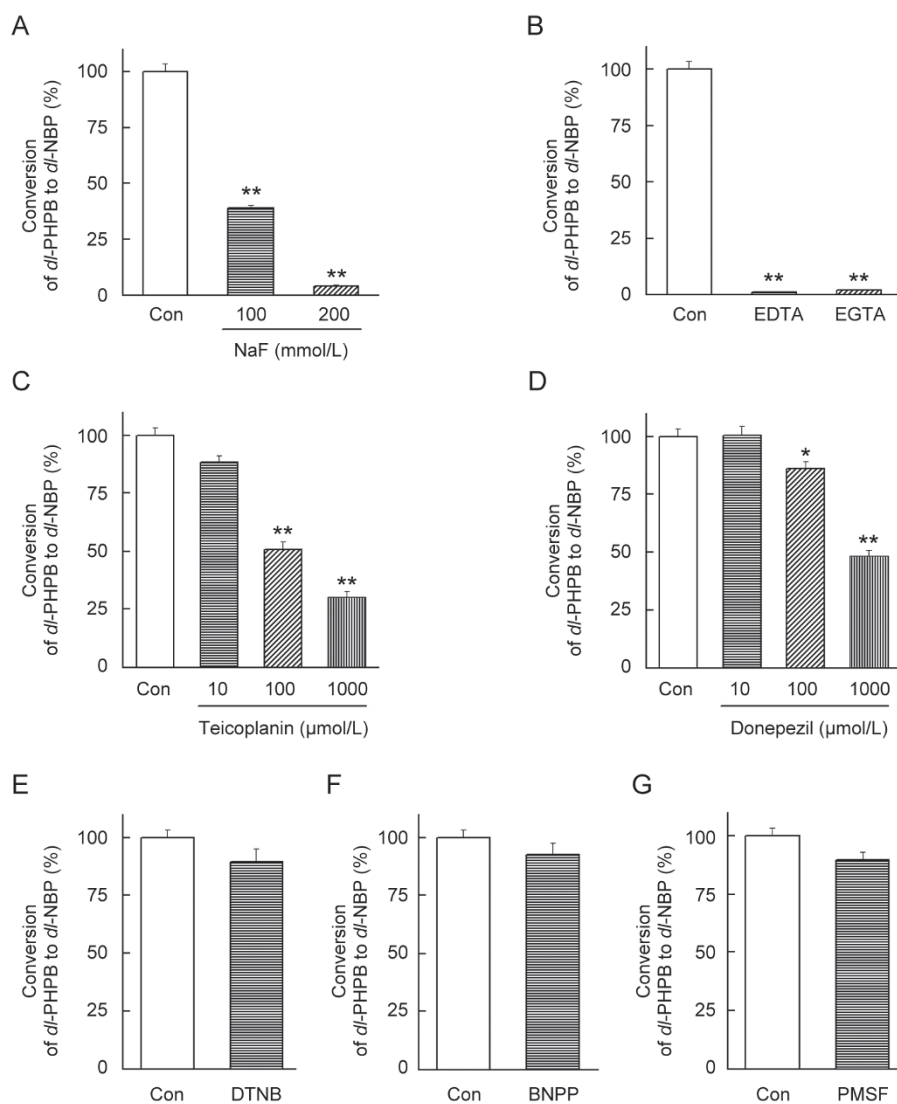 A
Conversion
of dl-PHPB to dl-NBP (%)
100
75
50
25
0
**
**
Con
100
200
NaF (mmol/L)
B
Conversion
of dl-PHPB to dl-NBP (%)
100
75
50
25
0
**
**
Con
EDTA
EGTA
C
Conversion
of dl-PHPB to dl-NBP (%)
100
75
50
25
0
**
**
Con
10
100
1000
Teicoplanin (μmol/L)
D
Conversion
of dl-PHPB to dl-NBP (%)
100
75
50
25
0
*
**
Con
10
100
1000
Donepezil (μmol/L)
E
Conversion
of dl-PHPB to dl-NBP (%)
100
75
50
25
0
Con
DTNB
F
Conversion
of dl-PHPB to dl-NBP (%)
100
75
50
25
0
Con
BNPP
G
Conversion
of dl-PHPB to dl-NBP (%)
100
75
50
25
0
Con
PMSF